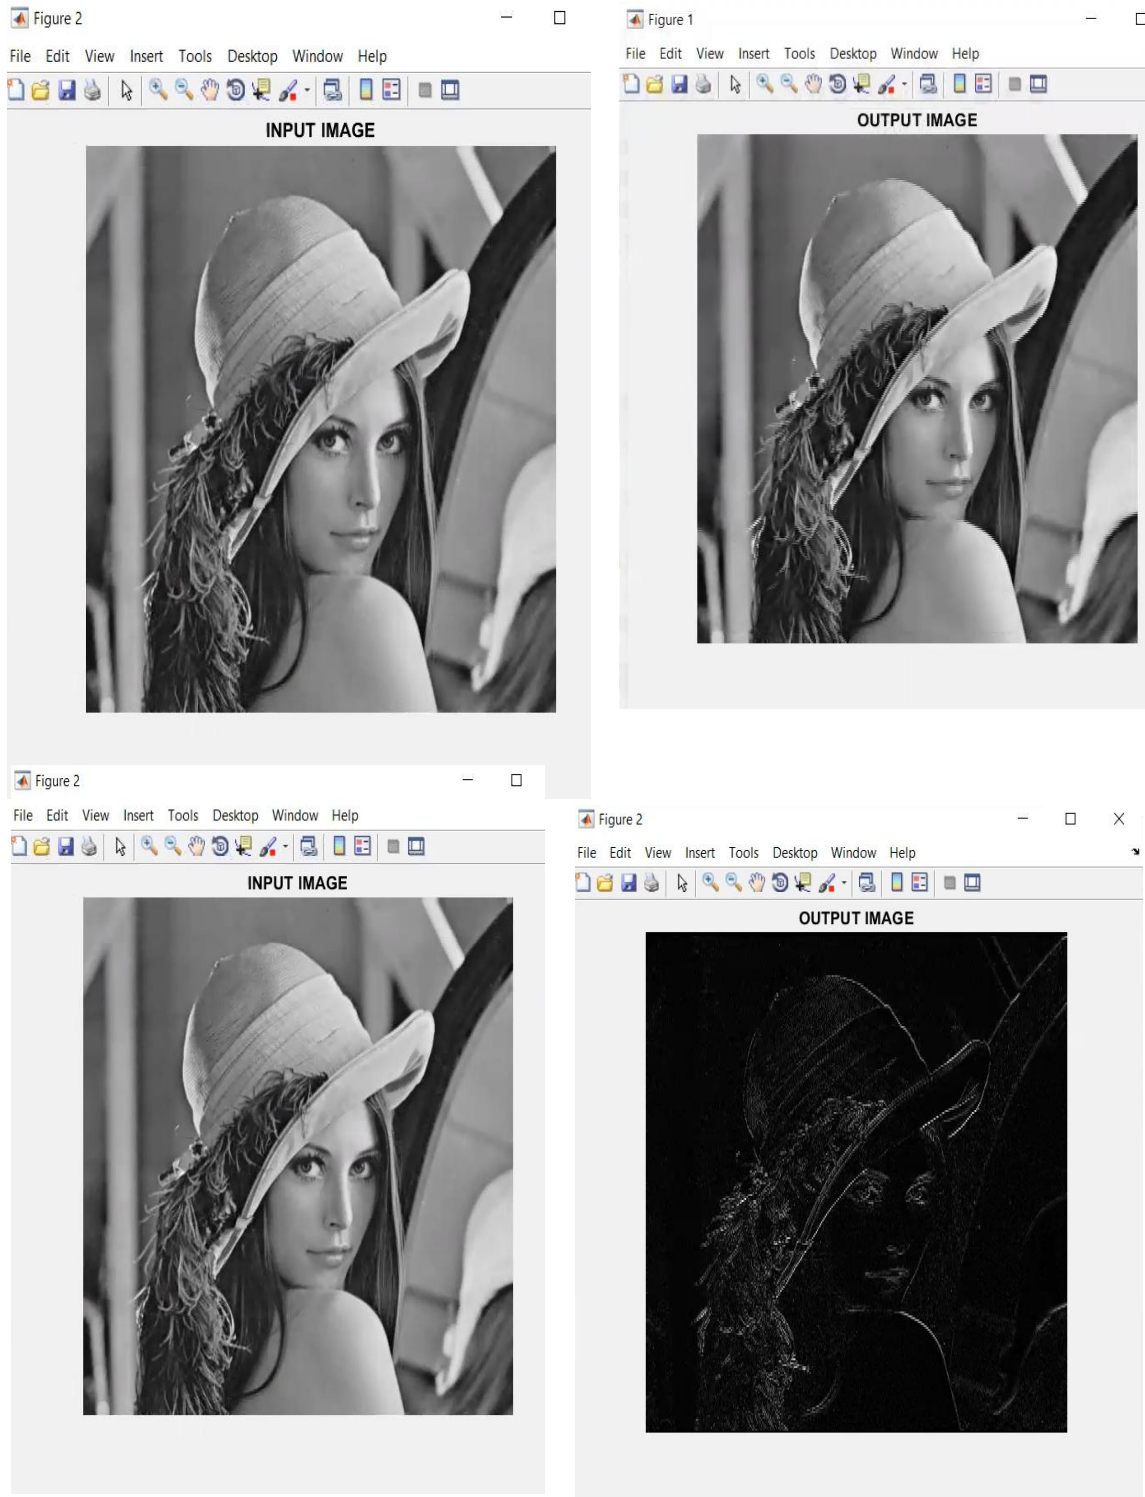 Figure 2
File Edit View Insert Tools Desktop Window Help
INPUT IMAGE
Figure 1
File Edit View Insert Tools Desktop Window Help
OUTPUT IMAGE
Figure 2
File Edit View Insert Tools Desktop Window Help
INPUT IMAGE
Figure 2
File Edit View Insert Tools Desktop Window Help
OUTPUT IMAGE